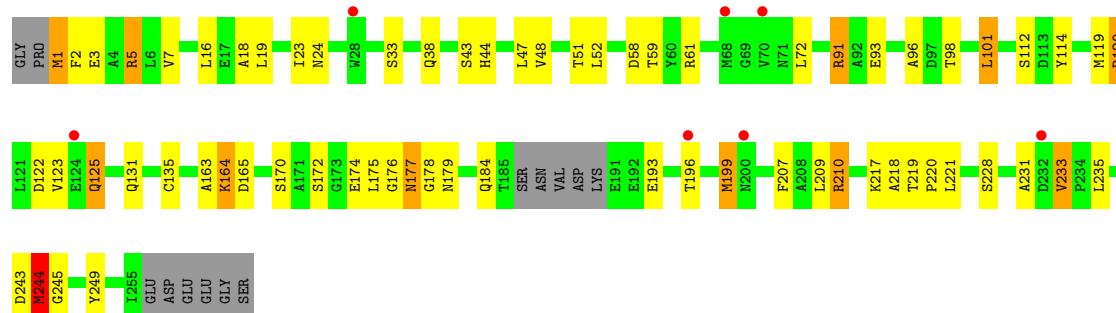 GLY PRO M1 F2 E3 A4 R5 L6 V7 L16 E17 A18 L19 I23 N24 W28 S33 Q38 S43 H44 L47 V48 T51 L52 D58 T59 Y60 R61 M68 G69 V70 N71 L72 R91 A92 E93 A96 D97 T98 L101 S112 D113 Y114 M119 D120
L121 D122 V123 E124 Q125 Q131 C135 A163 K164 D165 S170 A171 S172 G173 E174 L175 G176 N177 G178 N179 Q184 T185 SER ASN VAL ASP LYS E191 E192 E193 T196 M199 N200 F207 A208 L209 R210 K217 A218 T219 P220 L221 S228 A231 D232 V233 P234 L235
D243 M244 G245 Y249 I255 GLU ASP GLU GLU GLY SER